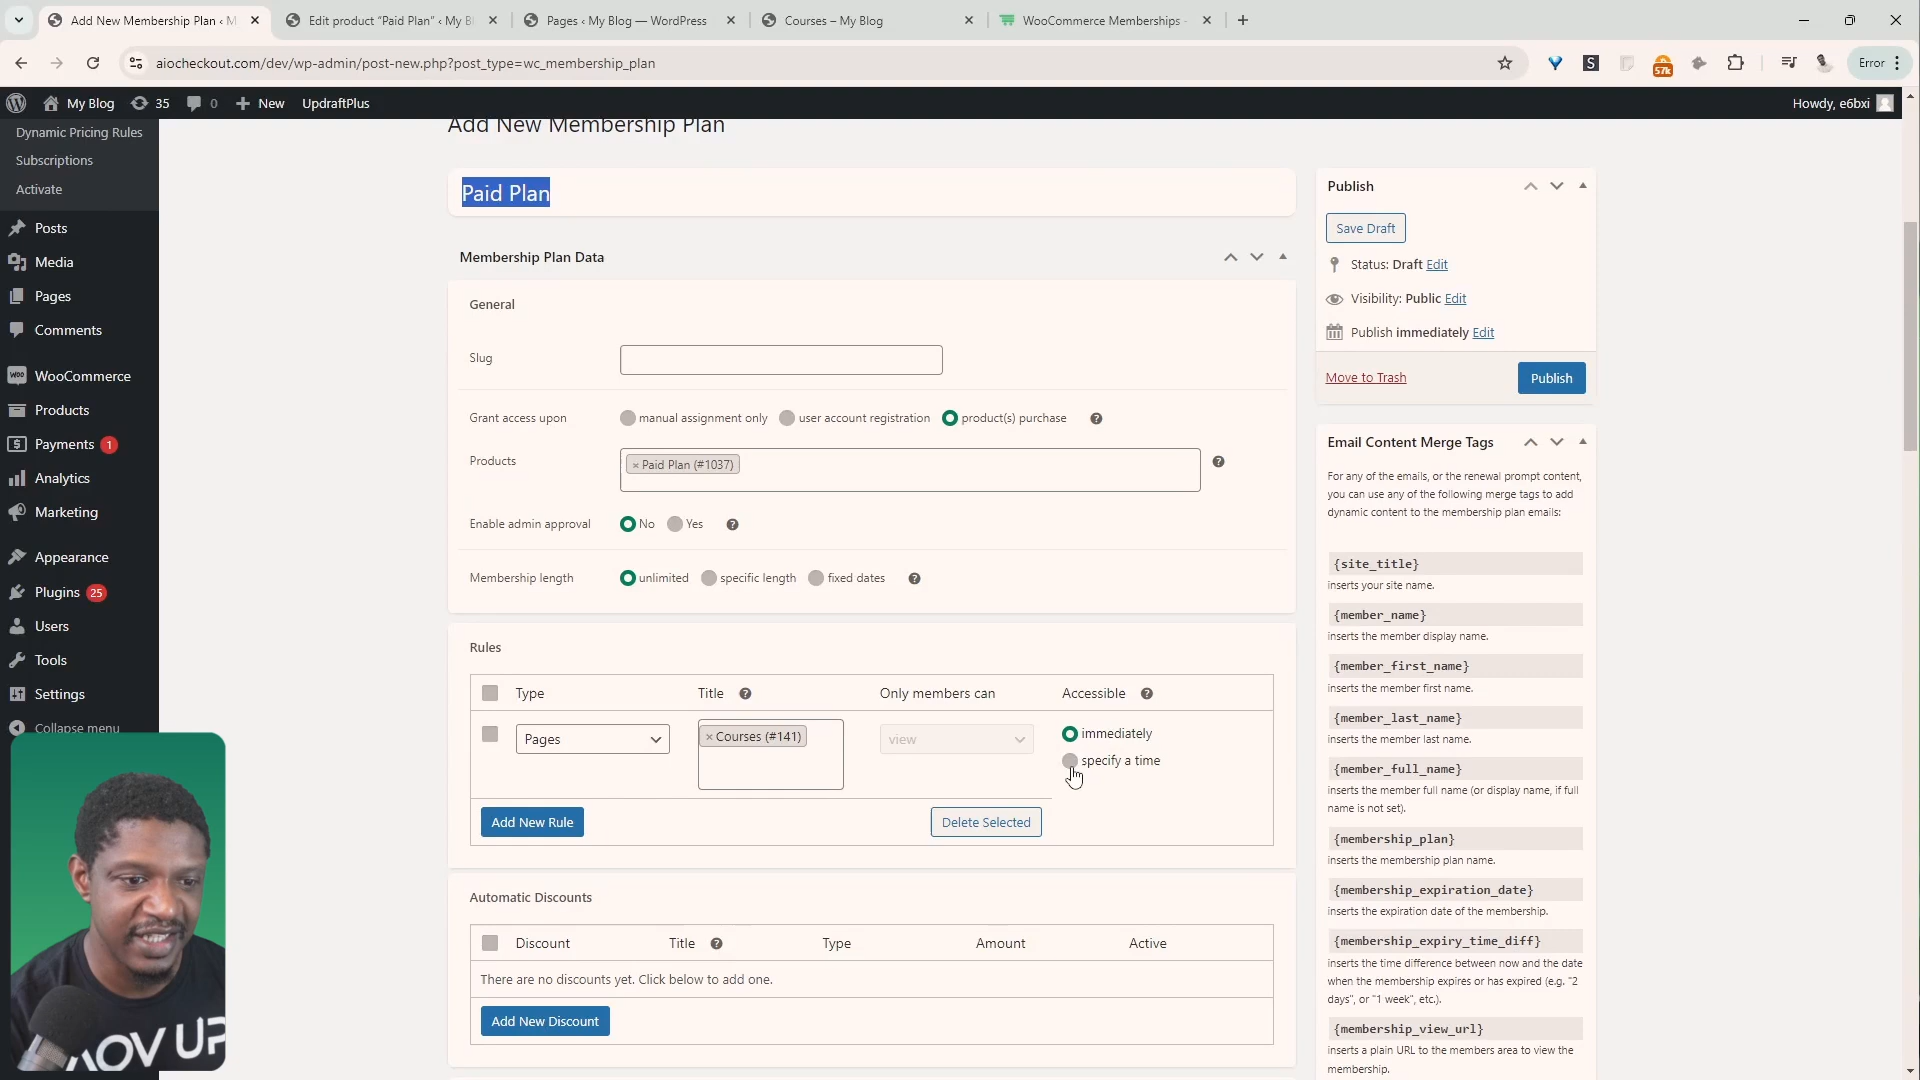 Add New Membership Plan ‹ M
Edit product “Paid Plan” ‹ My B
Pages ‹ My Blog — WordPress
Courses – My Blog
WooCommerce Memberships -
aiocheckout.com/dev/wp-admin/post-new.php?post_type=wc_membership_plan
S
57k
Error
My Blog
35
0
New
UpdraftPlus
Howdy, e6bxi
Dynamic Pricing Rules
Subscriptions
Activate
Posts
Media
Pages
Comments
WooCommerce
Products
Payments 1
Analytics
Marketing
Appearance
Plugins 25
Users
Tools
Settings
Collapse menu
Add New Membership Plan
Paid Plan
Membership Plan Data
General
Slug
Grant access upon
manual assignment only
user account registration
product(s) purchase
Products
× Paid Plan (#1037)
Enable admin approval
No
Yes
Membership length
unlimited
specific length
fixed dates
Rules
Type
Title
Only members can
Accessible
Pages
× Courses (#141)
view
immediately
specify a time
Add New Rule
Delete Selected
Automatic Discounts
Discount
Title
Type
Amount
Active
There are no discounts yet. Click below to add one.
Add New Discount
Publish
Save Draft
Status: Draft Edit
Visibility: Public Edit
Publish immediately Edit
Move to Trash
Publish
Email Content Merge Tags
For any of the emails, or the renewal prompt content,
you can use any of the following merge tags to add
dynamic content to the membership plan emails:
{site_title}
inserts your site name.
{member_name}
inserts the member display name.
{member_first_name}
inserts the member first name.
{member_last_name}
inserts the member last name.
{member_full_name}
inserts the member full name (or display name, if full
name is not set).
{membership_plan}
inserts the membership plan name.
{membership_expiration_date}
inserts the expiration date of the membership.
{membership_expiry_time_diff}
inserts the time difference between now and the date
when the membership expires or has expired (e.g. "2
days", or "1 week", etc.).
{membership_view_url}
inserts a plain URL to the members area to view the
membership.